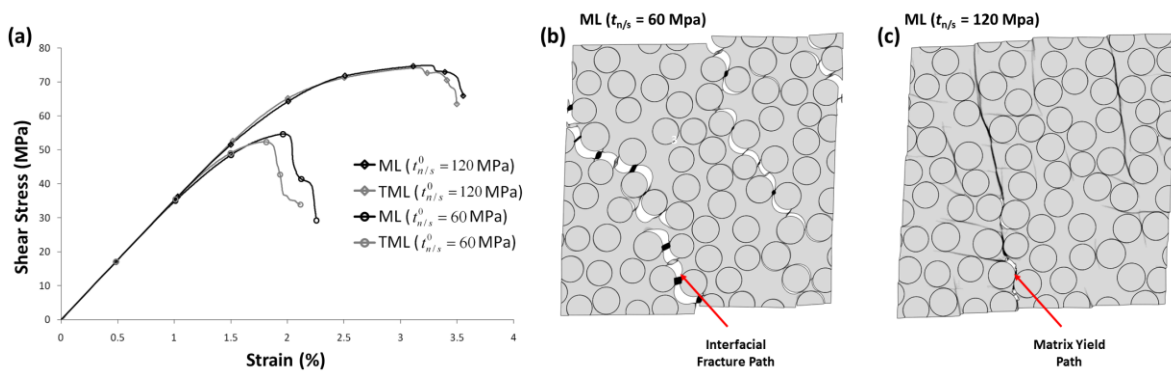 (a)
80
70
60
50
40
30
20
10
0
Shear Stress (MPa)
0
0.5
1
1.5
2
2.5
3
3.5
4
Strain (%)
ML (t⁰n/s = 120 MPa)
TML (t⁰n/s = 120 MPa)
ML (t⁰n/s = 60 MPa)
TML (t⁰n/s = 60 MPa)
(b)
ML (tn/s = 60 Mpa)
Interfacial
Fracture Path
(c)
ML (tn/s = 120 MPa)
Matrix Yield
Path